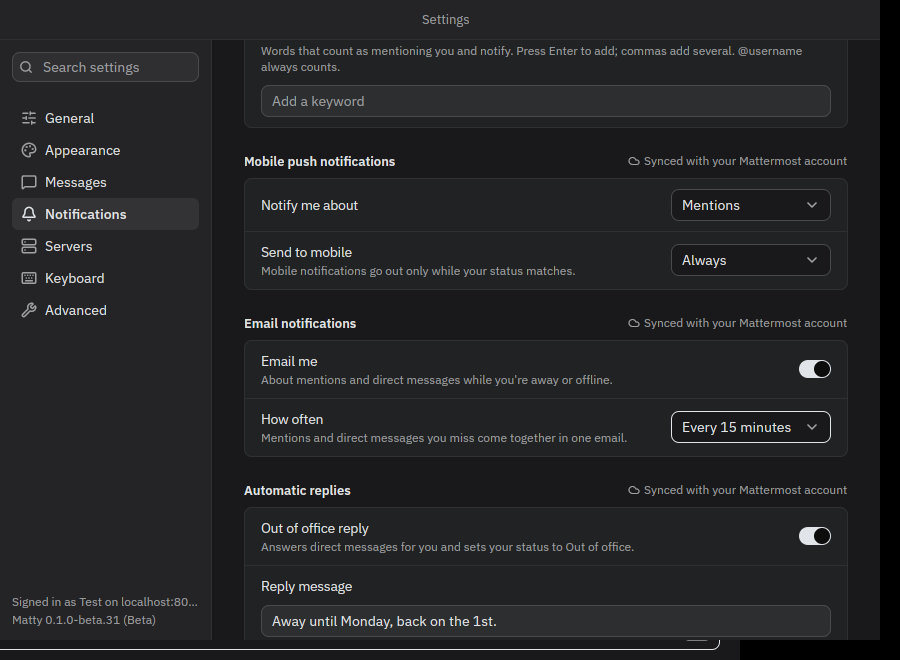 Settings
Search settings
General
Appearance
Messages
Notifications
Servers
Keyboard
Advanced
Signed in as Test on localhost:80…
Matty 0.1.0-beta.31 (Beta)
Words that count as mentioning you and notify. Press Enter to add; commas add several. @username
always counts.
Add a keyword
Mobile push notifications
Synced with your Mattermost account
Notify me about
Mentions
Send to mobile
Mobile notifications go out only while your status matches.
Always
Email notifications
Synced with your Mattermost account
Email me
About mentions and direct messages while you're away or offline.
How often
Mentions and direct messages you miss come together in one email.
Every 15 minutes
Automatic replies
Synced with your Mattermost account
Out of office reply
Answers direct messages for you and sets your status to Out of office.
Reply message
Away until Monday, back on the 1st.